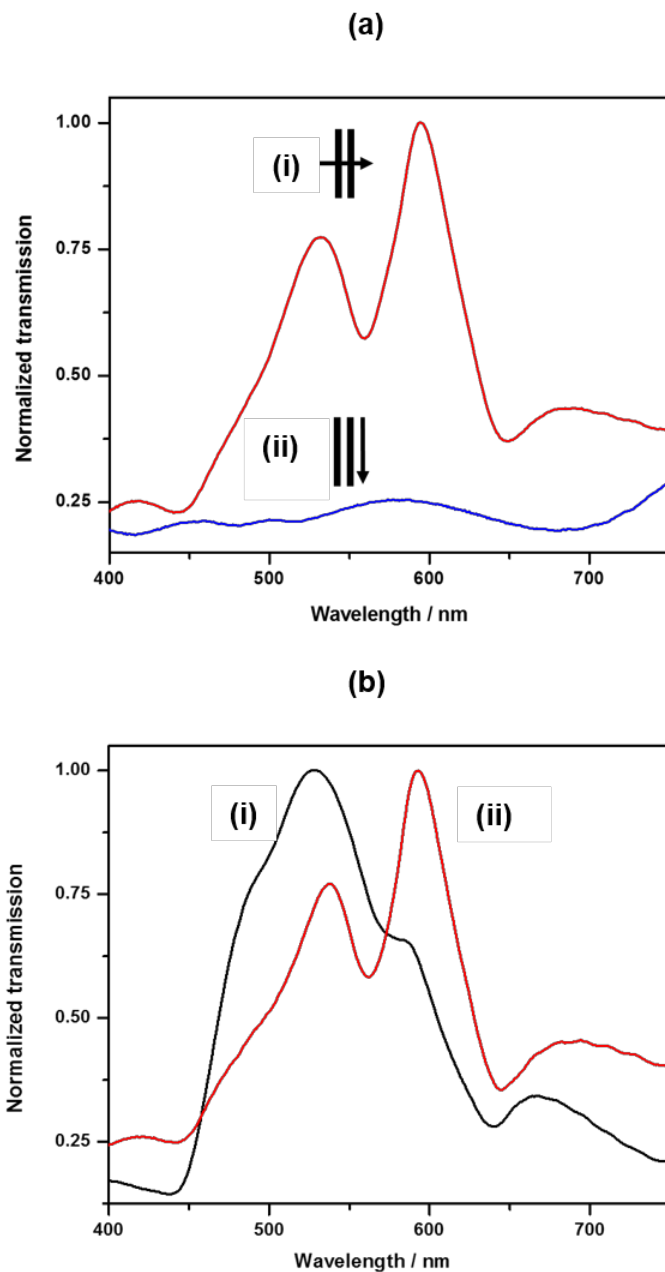 (a)
1.00
(i)
0.75
Normalized transmission
0.50
(ii)
0.25
400
500
600
700
Wavelength / nm
(b)
1.00
(i)
(ii)
0.75
Normalized transmission
0.50
0.25
400
500
600
700
Wavelength / nm